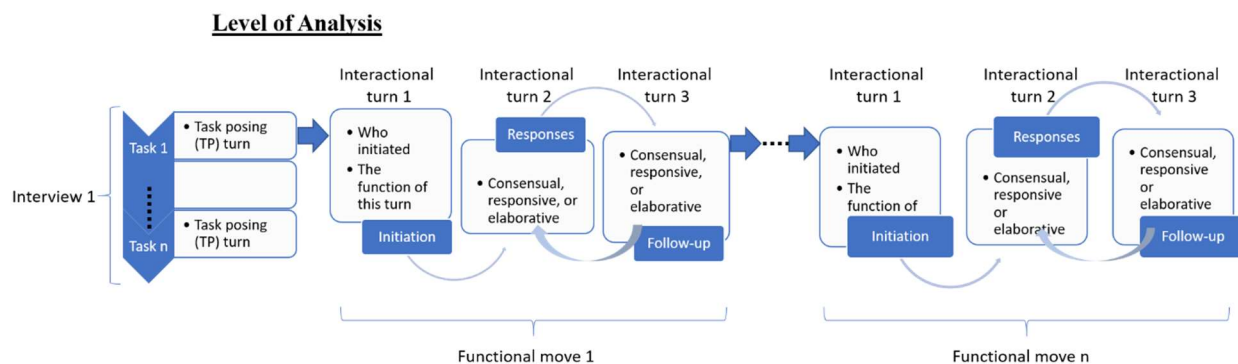 Level of Analysis
Interview 1
Task 1
• Task posing
(TP) turn
• Task posing
(TP) turn
Task n
Interactional
turn 1
• Who
initiated
• The
function of
this turn
Initiation
Interactional
turn 2
Responses
• Consensual,
responsive, or
elaborative
Interactional
turn 3
• Consensual,
responsive,
or
elaborative
Follow-up
Functional move 1
Interactional
turn 1
• Who
initiated
• The
function of
Initiation
Interactional
turn 2
Responses
• Consensual,
responsive
or
elaborative
Interactional
turn 3
• Consensual,
responsive
or
elaborative
Follow-up
Functional move n